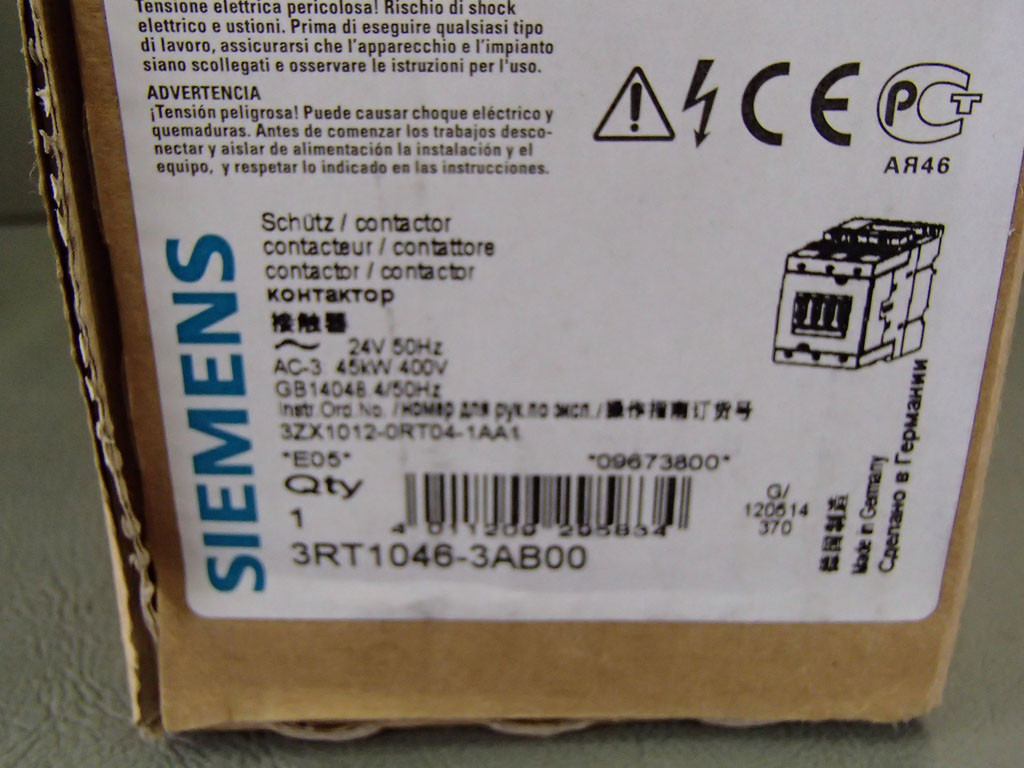 Tensione elettrica pericolosa! Rischio di shock
elettrico e ustioni. Prima di eseguire qualsiasi tipo
di lavoro, assicurarsi che l'apparecchio e l'impianto
siano scollegati e osservare le istruzioni per l'uso.
ADVERTENCIA
¡Tensión peligrosa! Puede causar choque eléctrico y
quemaduras. Antes de comenzar los trabajos desco-
nectar y aislar de alimentación la instalación y el
equipo, y respetar lo indicado en las instrucciones.
CE
РСТ
АЯ46
SIEMENS
Schütz / contactor
contacteur / contattore
contactor / contactor
контактор
接触器
~ 24V 50Hz
AC-3 45kW 400V
GB14048.4/50Hz
Instr.Ord.No. /номер для рук.по эксп./操作指南订货号
3ZX1012-0RT04-1AA1
*E05* *09673800*
Qty
1
4 011209 265834
3RT1046-3AB00
G/
120514
370
德国制造
Made in Germany
Сделано в Германии